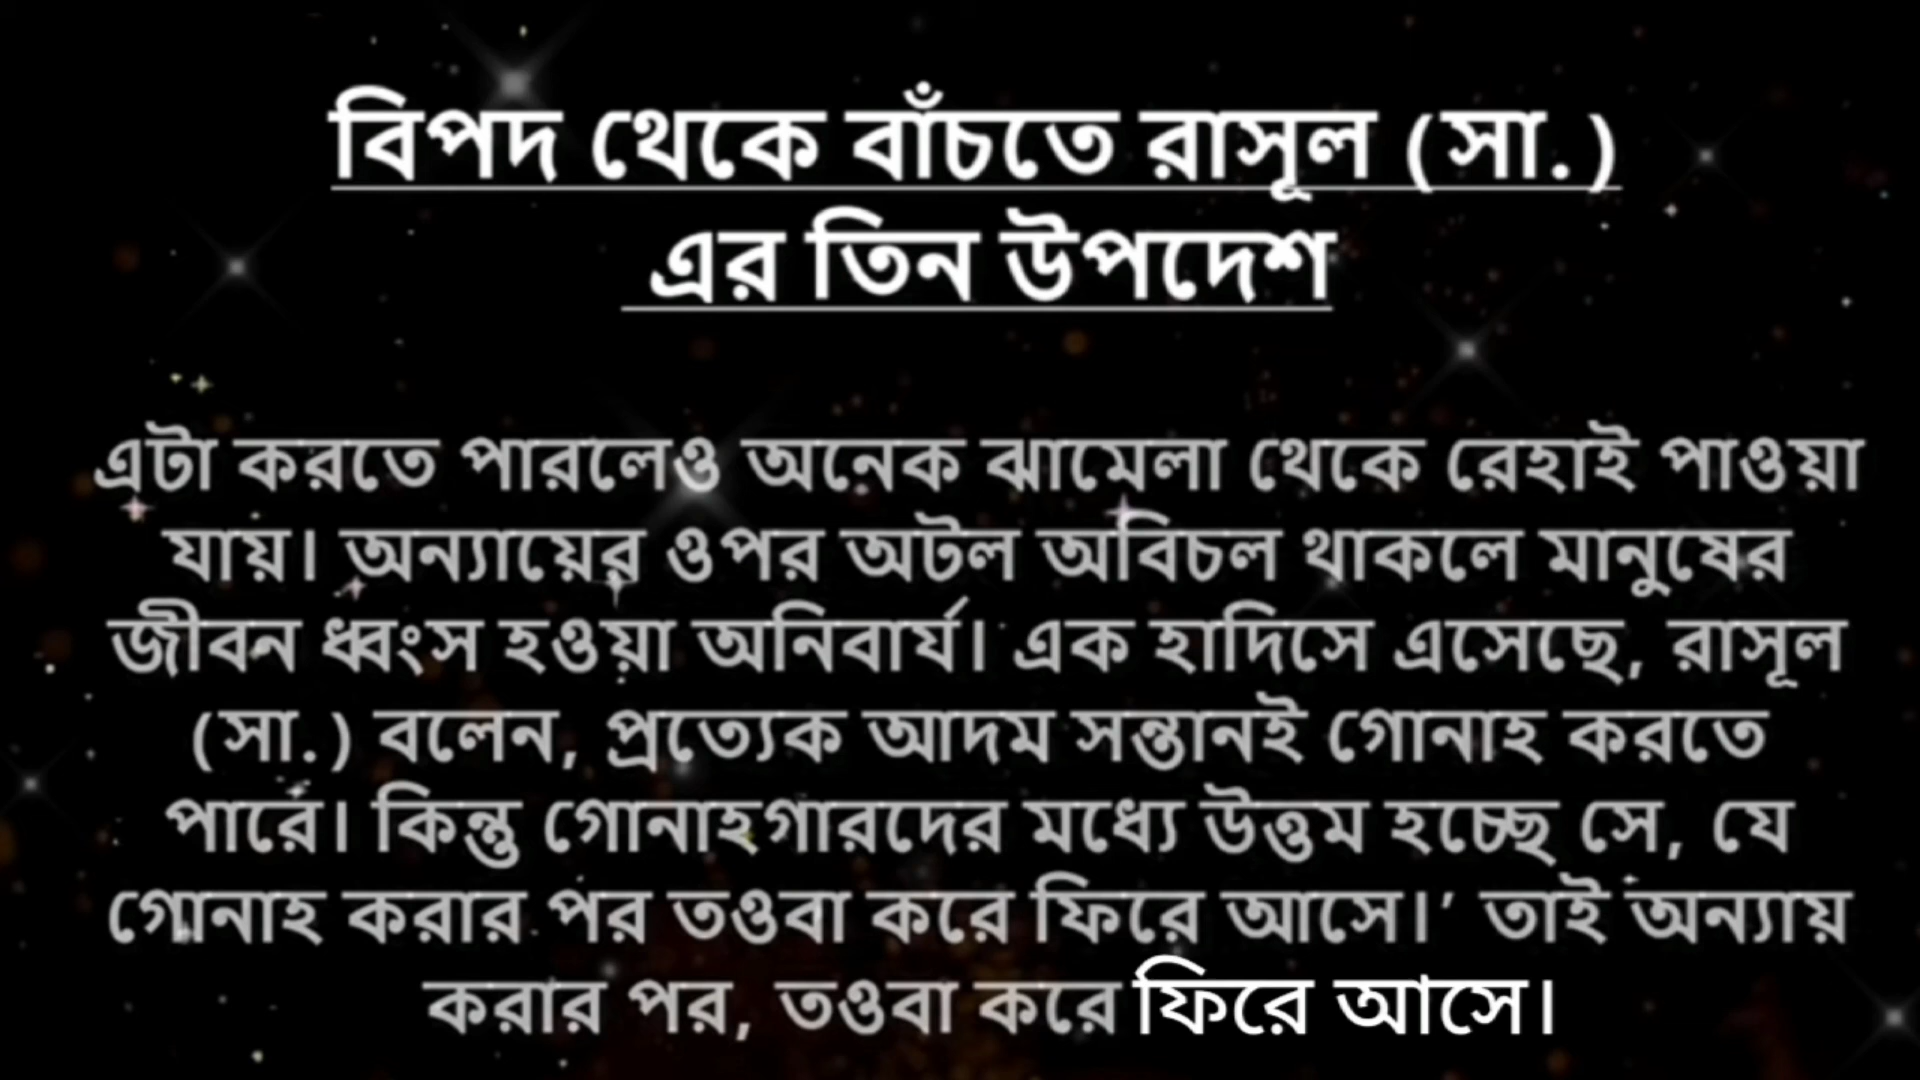 বিপদ থেকে বাঁচতে রাসূল (সা.)
এর তিন উপদেশ
এটা করতে পারলেও অনেক ঝামেলা থেকে রেহাই পাওয়া
যায়। অন্যায়ের ওপর অটল অবিচল থাকলে মানুষের
জীবন ধ্বংস হওয়া অনিবার্য। এক হাদিসে এসেছে, রাসূল
(সা.) বলেন, প্রত্যেক আদম সন্তানই গোনাহ করতে
পারে। কিন্তু গোনাহগারদের মধ্যে উত্তম হচ্ছে সে, যে
গোনাহ করার পর তওবা করে ফিরে আসে।’ তাই অন্যায়
করার পর, তওবা করে ফিরে আসে।